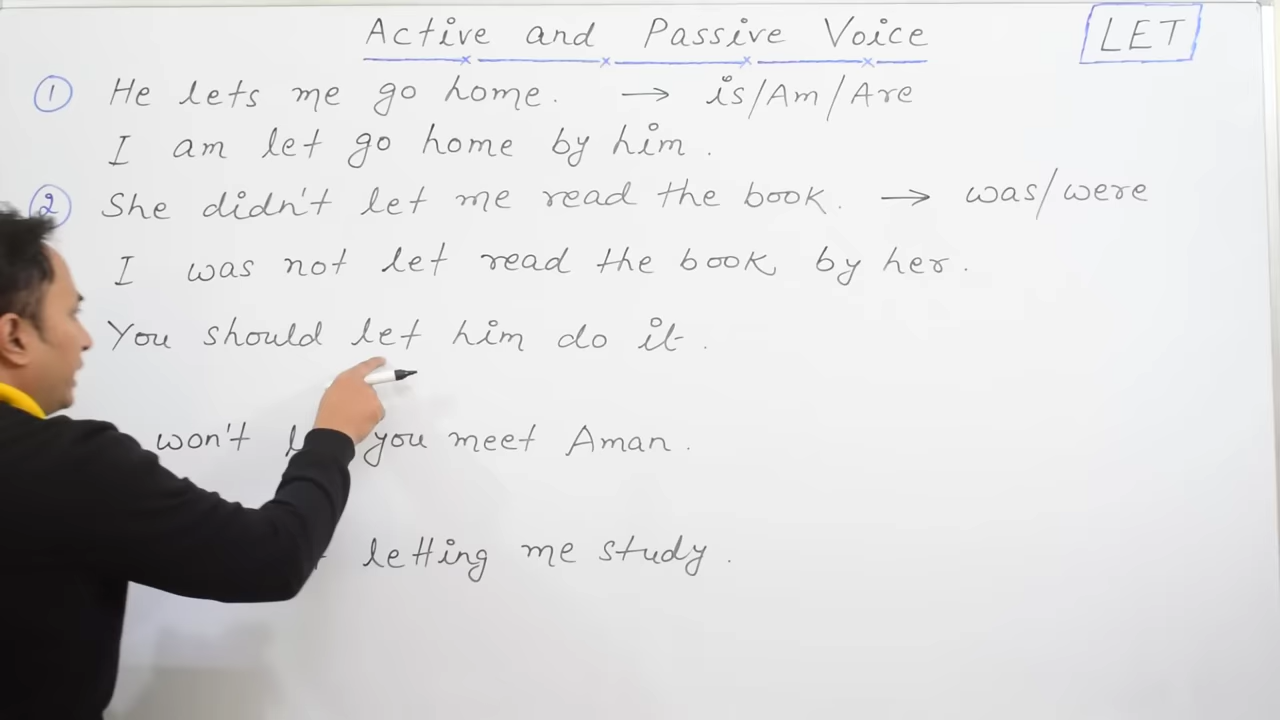 Active and Passive Voice LET
① He lets me go home. → is/Am/Are
I am let go home by him.
② She didn't let me read the book. → was/were
I was not let read the book by her.
You should let him do it.
won't you meet Aman.
letting me study.